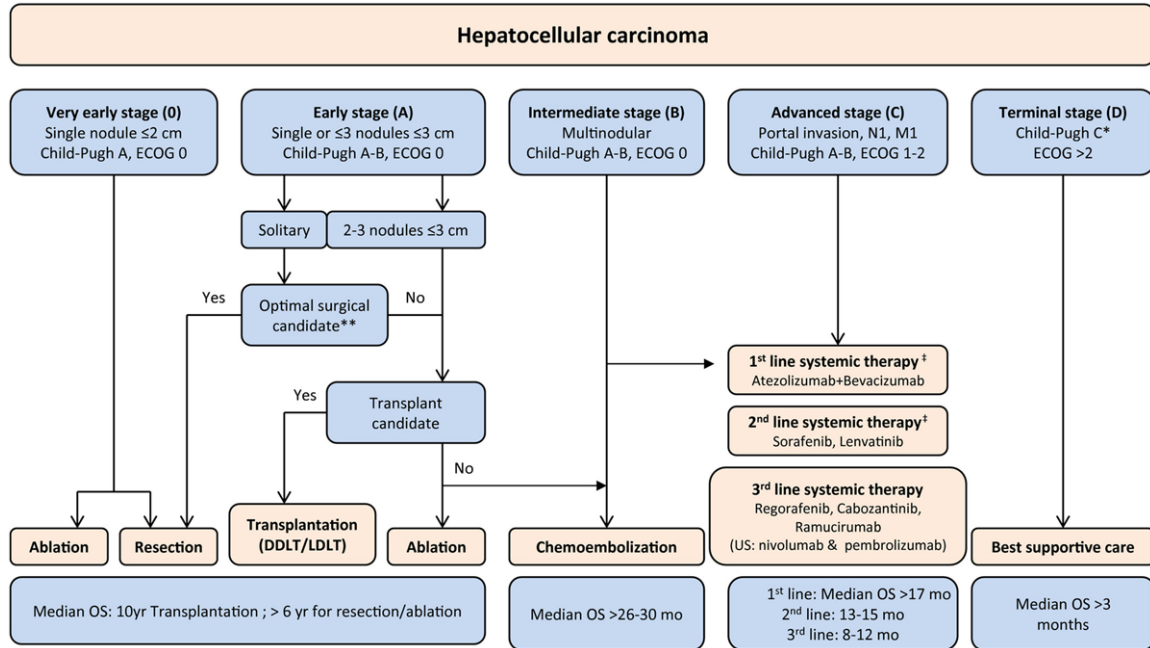 Hepatocellular carcinoma
Very early stage (0)
Single nodule ≤2 cm
Child-Pugh A, ECOG 0
Early stage (A)
Single or ≤3 nodules ≤3 cm
Child-Pugh A-B, ECOG 0
Intermediate stage (B)
Multinodular
Child-Pugh A-B, ECOG 0
Advanced stage (C)
Portal invasion, N1, M1
Child-Pugh A-B, ECOG 1-2
Terminal stage (D)
Child-Pugh C*
ECOG >2
Solitary
2-3 nodules ≤3 cm
Yes
Optimal surgical
candidate**
No
Yes
Transplant
candidate
No
1st line systemic therapy ‡
Atezolizumab+Bevacizumab
2nd line systemic therapy‡
Sorafenib, Lenvatinib
3rd line systemic therapy
Regorafenib, Cabozantinib,
Ramucirumab
(US: nivolumab & pembrolizumab)
Ablation
Resection
Transplantation
(DDLT/LDLT)
Ablation
Chemoembolization
Best supportive care
Median OS: 10yr Transplantation ; > 6 yr for resection/ablation
Median OS >26-30 mo
1st line: Median OS >17 mo
2nd line: 13-15 mo
3rd line: 8-12 mo
Median OS >3
months